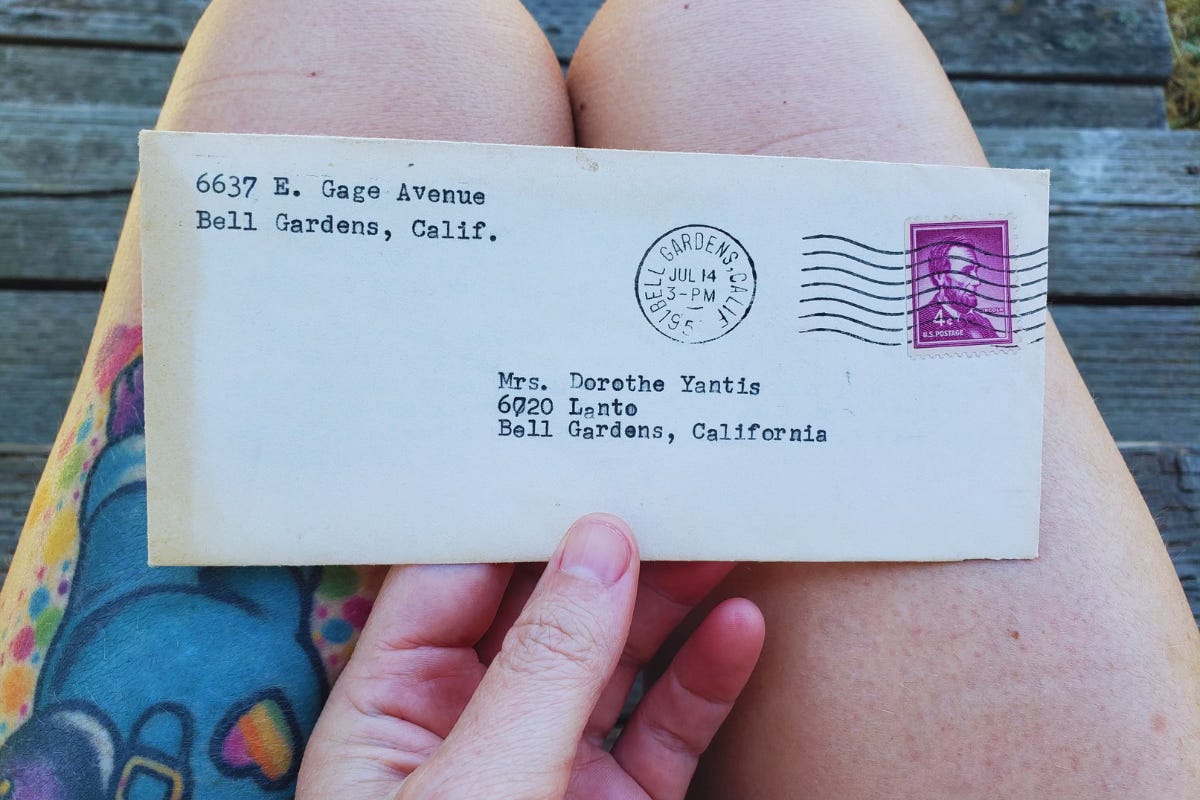 6637 E. Gage Avenue
Bell Gardens, Calif.
BELL GARDENS, CALIF
JUL 14
3-PM
195
4¢
LINCOLN
U.S. POSTAGE
Mrs. Dorothe Yantis
6720 Lanto
Bell Gardens, California